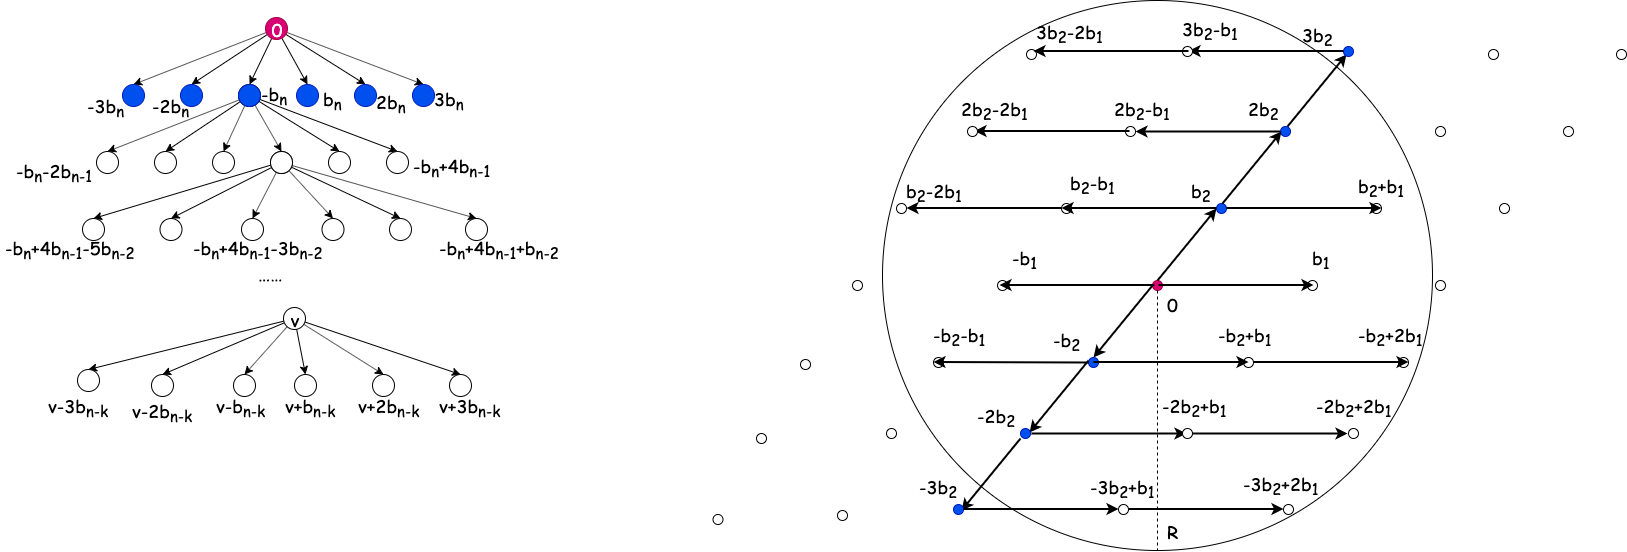 0
-3bₙ -2bₙ -bₙ bₙ 2bₙ 3bₙ
-bₙ-2bₙ₋₁ -bₙ+4bₙ₋₁
-bₙ+4bₙ₋₁-5bₙ₋₂ -bₙ+4bₙ₋₁-3bₙ₋₂ -bₙ+4bₙ₋₁+bₙ₋₂
......
v
v-3bₙ₋ₖ v-2bₙ₋ₖ v-bₙ₋ₖ v+bₙ₋ₖ v+2bₙ₋ₖ v+3bₙ₋ₖ
3b₂-2b₁ 3b₂-b₁ 3b₂
2b₂-2b₁ 2b₂-b₁ 2b₂
b₂-2b₁ b₂-b₁ b₂ b₂+b₁
-b₁ b₁
0
-b₂-b₁ -b₂ -b₂+b₁ -b₂+2b₁
-2b₂ -2b₂+b₁ -2b₂+2b₁
-3b₂ -3b₂+b₁ -3b₂+2b₁
R